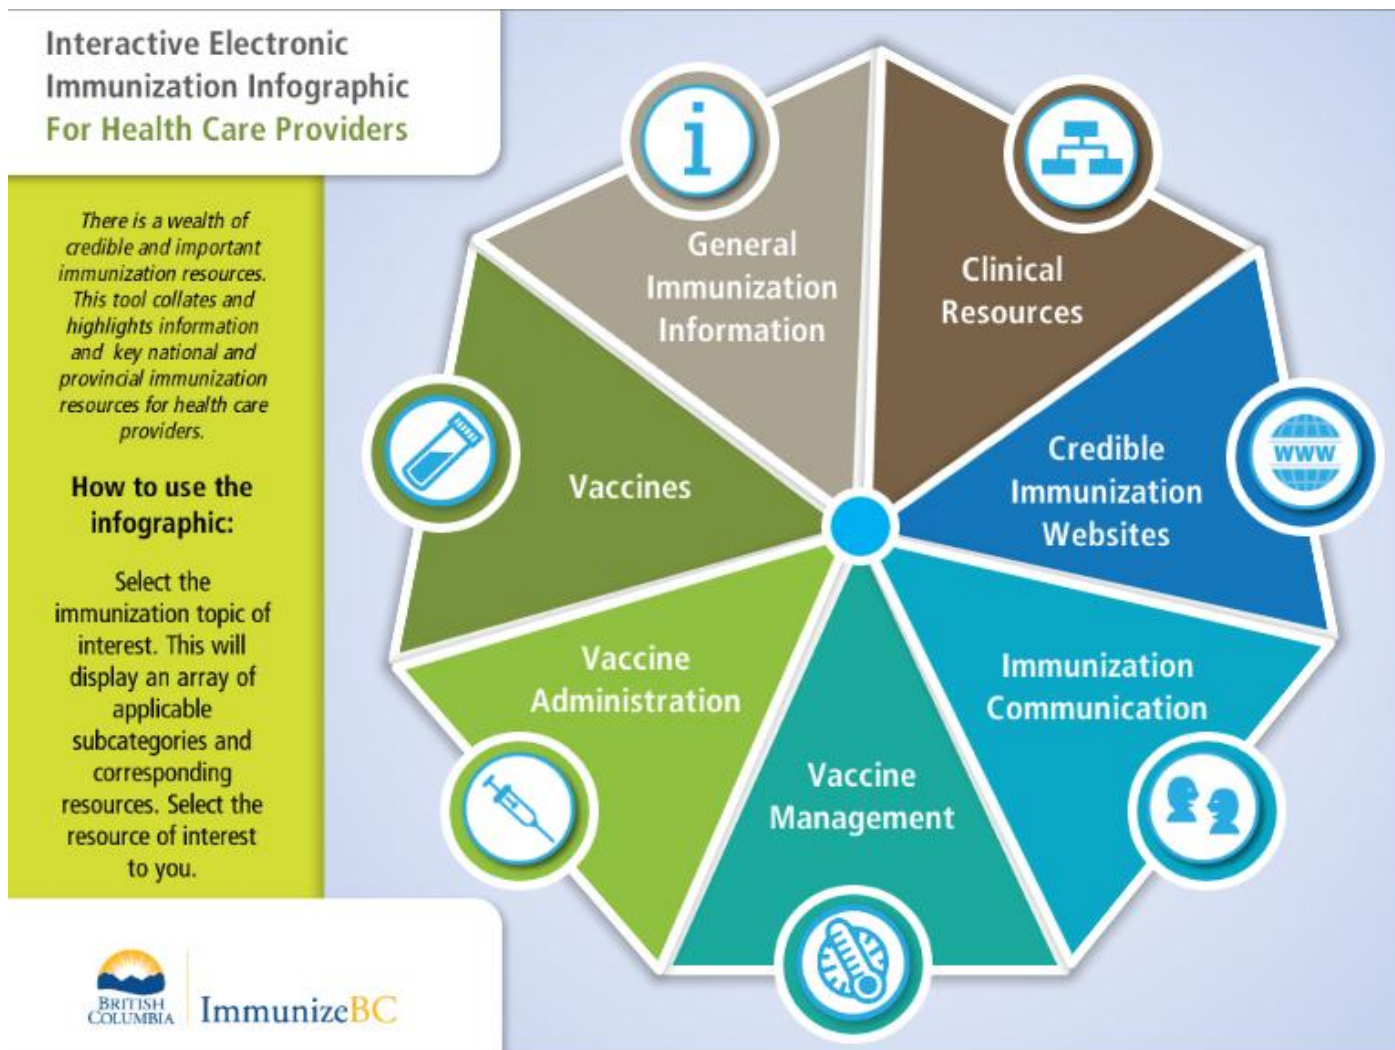 Interactive Electronic
Immunization Infographic
For Health Care Providers
There is a wealth of
credible and important
immunization resources.
This tool collates and
highlights information
and key national and
provincial immunization
resources for health care
providers.
How to use the
infographic:
Select the
immunization topic of
interest. This will
display an array of
applicable
subcategories and
corresponding
resources. Select the
resource of interest
to you.
BRITISH
COLUMBIA
ImmunizeBC
i
General
Immunization
Information
Clinical
Resources
www
Credible
Immunization
Websites
Immunization
Communication
Vaccine
Management
Vaccine
Administration
Vaccines